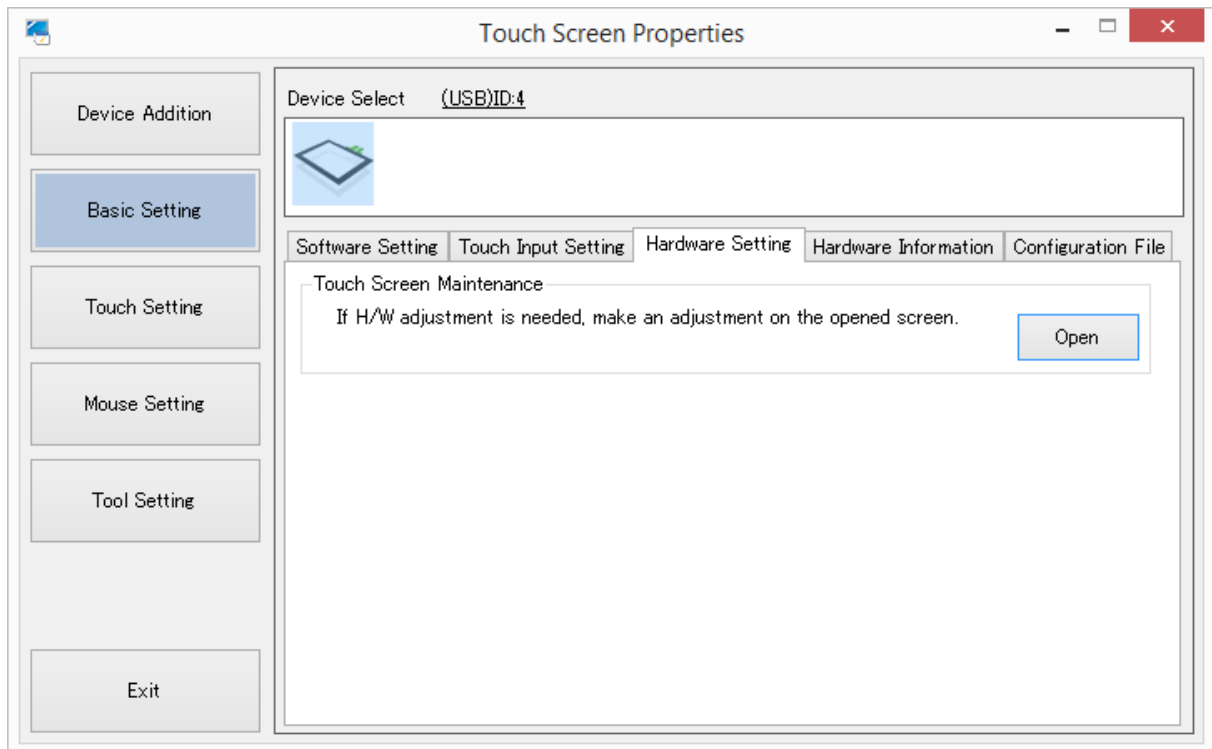 Touch Screen Properties
Device Addition
Basic Setting
Touch Setting
Mouse Setting
Tool Setting
Exit
Device Select (USB)ID:4
Software Setting Touch Input Setting Hardware Setting Hardware Information Configuration File
Touch Screen Maintenance
If H/W adjustment is needed, make an adjustment on the opened screen.
Open